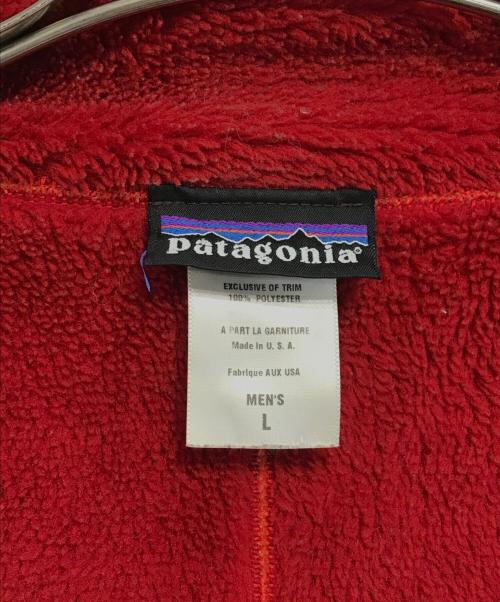 patagonia®
EXCLUSIVE OF TRIM
100% POLYESTER
A PART LA GARNITURE
Made in U. S. A.
Fabrique AUX USA
MEN'S
L